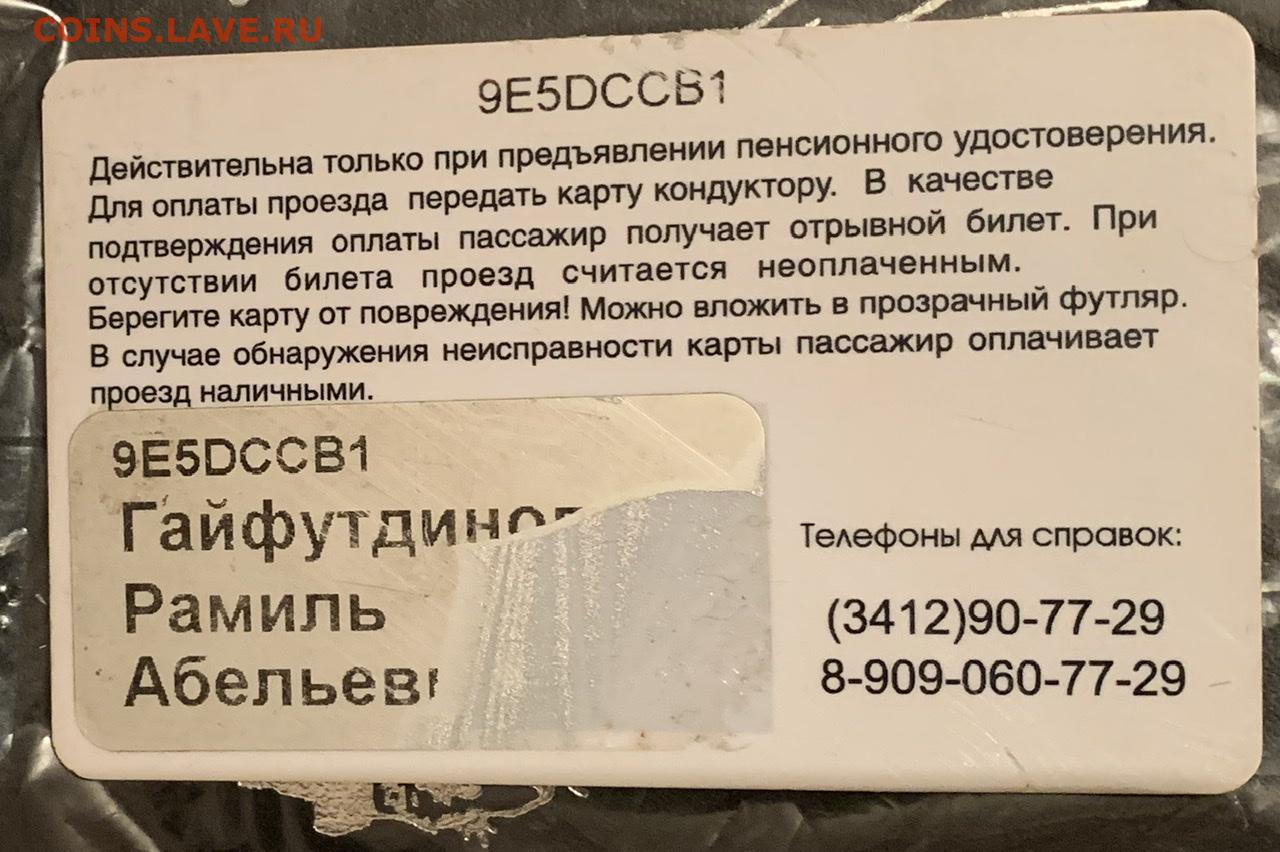 COINS.LAVE.RU
9E5DCCB1
Действительна только при предъявлении пенсионного удостоверения.
Для оплаты проезда передать карту кондуктору. В качестве
подтверждения оплаты пассажир получает отрывной билет. При
отсутствии билета проезд считается неоплаченным.
Берегите карту от повреждения! Можно вложить в прозрачный футляр.
В случае обнаружения неисправности карты пассажир оплачивает
проезд наличными.
9E5DCCB1
Рамиль
Телефоны для справок:
(3412)90-77-29
8-909-060-77-29